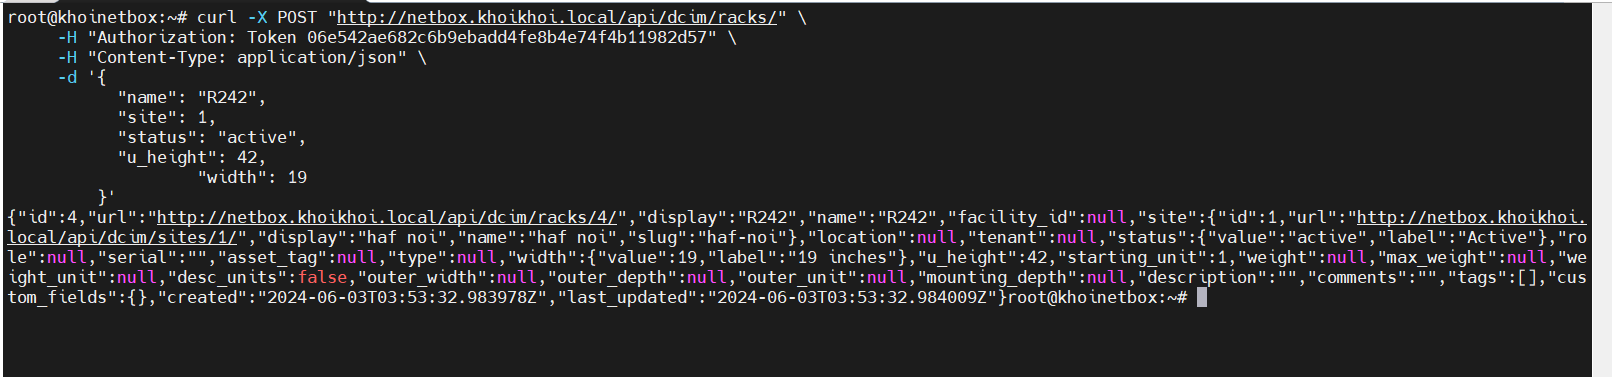 root@khoinetbox:~# curl -X POST "http://netbox.khoikhoi.local/api/dcim/racks/" \
     -H "Authorization: Token 06e542ae682c6b9ebadd4fe8b4e74f4b11982d57" \
     -H "Content-Type: application/json" \
     -d '{
           "name": "R242",
           "site": 1,
           "status": "active",
           "u_height": 42,
                   "width": 19
         }'
{"id":4,"url":"http://netbox.khoikhoi.local/api/dcim/racks/4/","display":"R242","name":"R242","facility_id":null,"site":{"id":1,"url":"http://netbox.khoikhoi.
local/api/dcim/sites/1/","display":"haf noi","name":"haf noi","slug":"haf-noi"},"location":null,"tenant":null,"status":{"value":"active","label":"Active"},"ro
le":null,"serial":"","asset_tag":null,"type":null,"width":{"value":19,"label":"19 inches"},"u_height":42,"starting_unit":1,"weight":null,"max_weight":null,"we
ight_unit":null,"desc_units":false,"outer_width":null,"outer_depth":null,"outer_unit":null,"mounting_depth":null,"description":"","comments":"","tags":[],"cus
tom_fields":{},"created":"2024-06-03T03:53:32.983978Z","last_updated":"2024-06-03T03:53:32.984009Z"}root@khoinetbox:~#